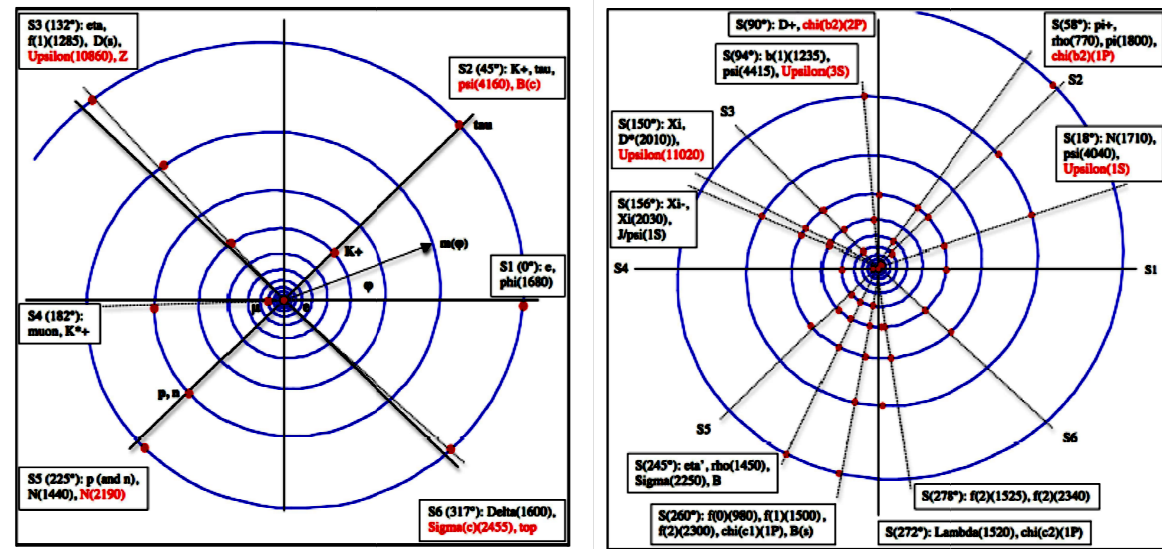 S3 (132°): eta,
f(1)(1285), D(s),
Upsilon(10860), Z
S2 (45°): K+, tau,
psi(4160), B(c)
tau
K+
m(φ)
φ
S1 (0°): e,
phi(1680)
μ
e
S4 (182°):
muon, K*+
p, n
S5 (225°): p (and n),
N(1440), N(2190)
S6 (317°): Delta(1600),
Sigma(c)(2455), top
S(90°): D+, chi(b2)(2P)
S(58°): pi+,
rho(770), pi(1800),
chi(b2)(1P)
S(94°): b(1)(1235),
psi(4415), Upsilon(3S)
S2
S3
S(150°): Xi,
D*(2010)),
Upsilon(11020)
S(18°): N(1710),
psi(4040),
Upsilon(1S)
S(156°): Xi-,
Xi(2030),
J/psi(1S)
S4
S1
S5
S6
S(245°): eta', rho(1450),
Sigma(2250), B
S(278°): f(2)(1525), f(2)(2340)
S(260°): f(0)(980), f(1)(1500),
f(2)(2300), chi(c1)(1P), B(s)
S(272°): Lambda(1520), chi(c2)(1P)